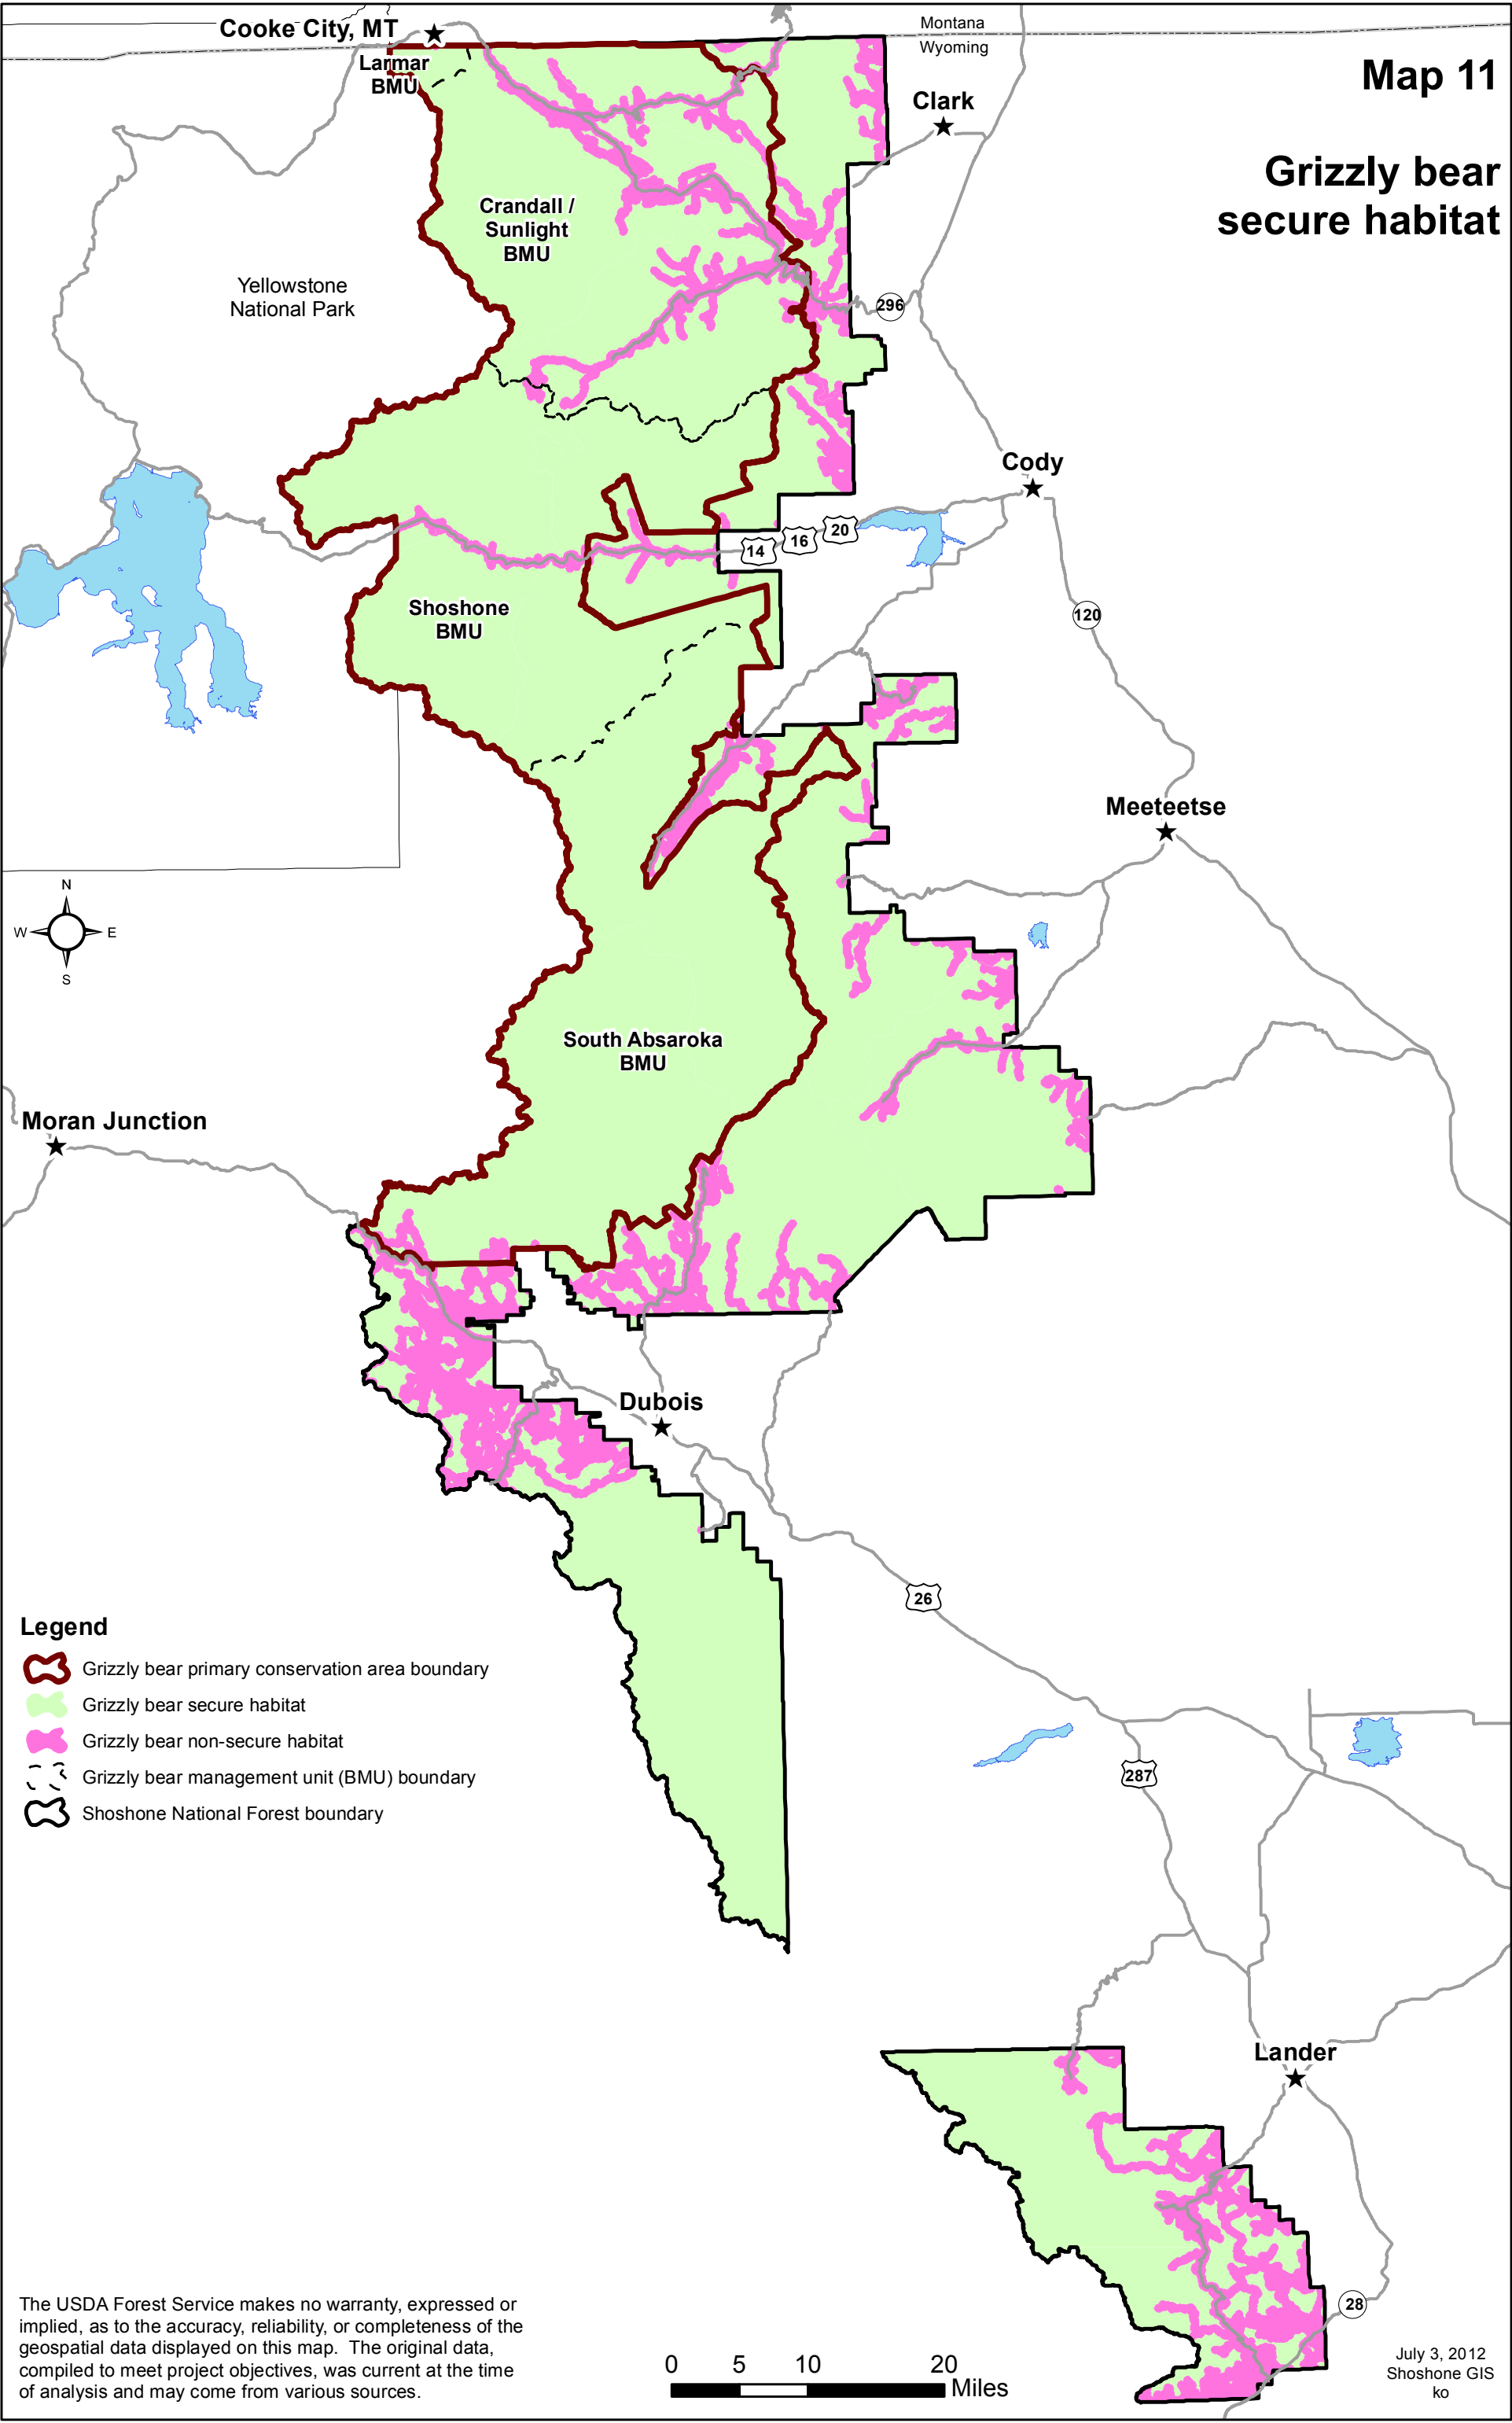 Map 11
Grizzly bear
secure habitat
Cooke City, MT
Montana
Wyoming
Larmar
BMU
Clark
Crandall /
Sunlight
BMU
Yellowstone
National Park
296
Cody
14
16
20
120
Shoshone
BMU
Meeteetse
N
W
E
S
South Absaroka
BMU
Moran Junction
Dubois
26
287
Lander
28
Legend
Grizzly bear primary conservation area boundary
Grizzly bear secure habitat
Grizzly bear non-secure habitat
Grizzly bear management unit (BMU) boundary
Shoshone National Forest boundary
The USDA Forest Service makes no warranty, expressed or
implied, as to the accuracy, reliability, or completeness of the
geospatial data displayed on this map. The original data,
compiled to meet project objectives, was current at the time
of analysis and may come from various sources.
0 5 10 20
Miles
July 3, 2012
Shoshone GIS
ko